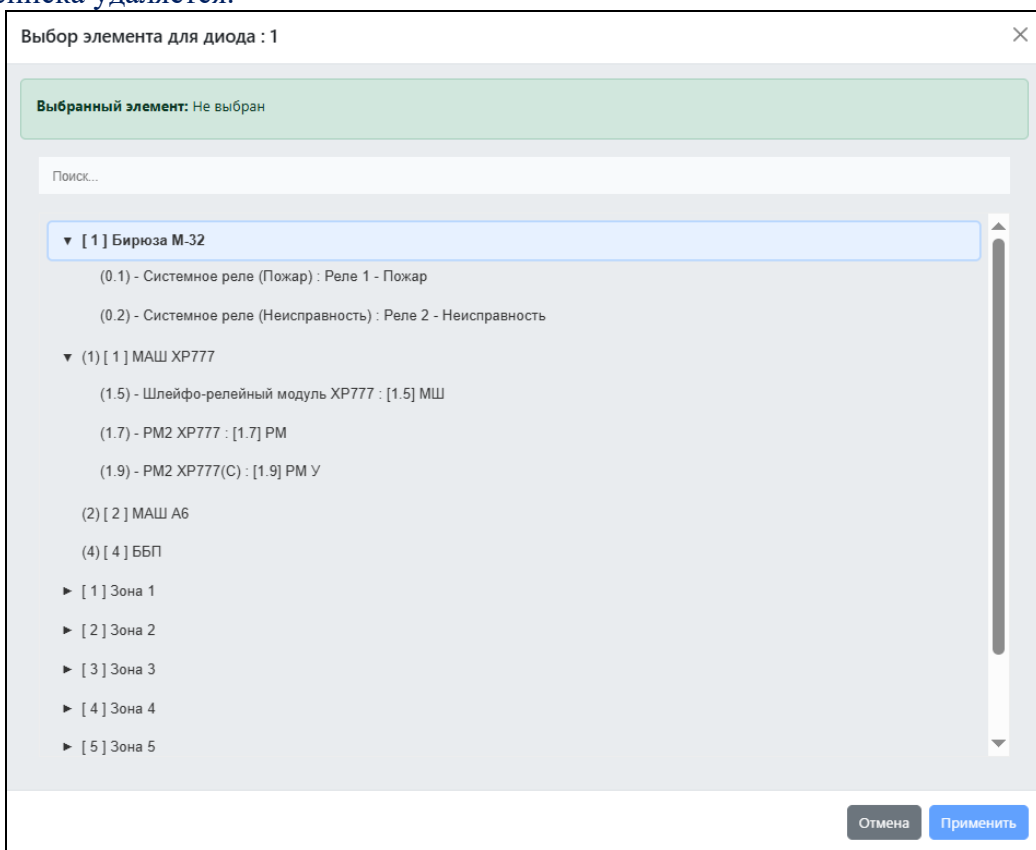 Выбор элемента для диода : 1
Выбранный элемент: Не выбран
Поиск...
▼ [ 1 ] Бирюза М-32
(0.1) - Системное реле (Пожар) : Реле 1 - Пожар
(0.2) - Системное реле (Неисправность) : Реле 2 - Неисправность
▼ (1) [ 1 ] МАШ XP777
(1.5) - Шлейфо-релейный модуль XP777 : [1.5] МШ
(1.7) - РМ2 XP777 : [1.7] РМ
(1.9) - РМ2 XP777(С) : [1.9] РМ У
(2) [ 2 ] МАШ А6
(4) [ 4 ] ББП
► [ 1 ] Зона 1
► [ 2 ] Зона 2
► [ 3 ] Зона 3
► [ 4 ] Зона 4
► [ 5 ] Зона 5
Отмена Применить